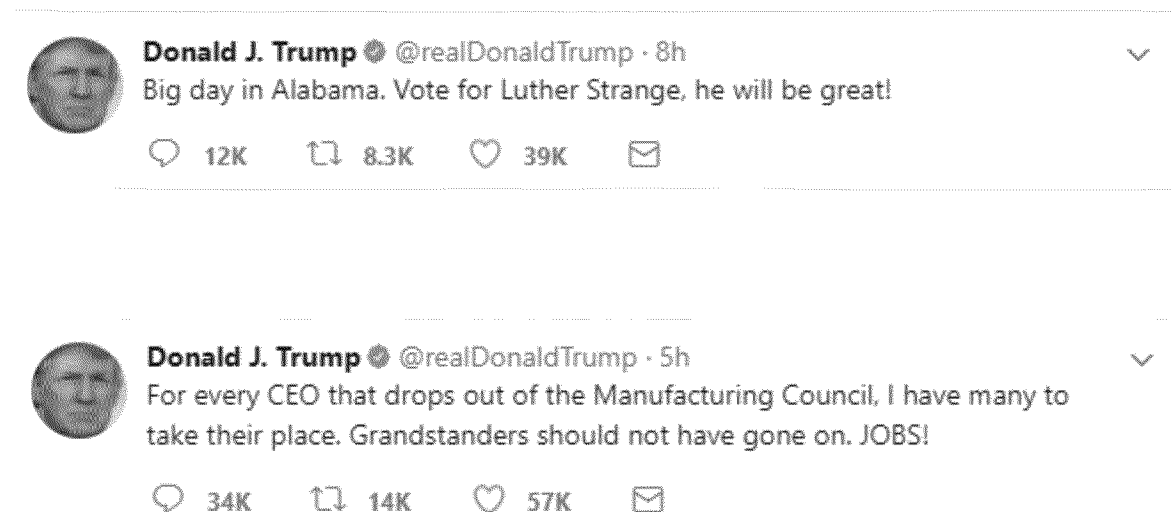 Donald J. Trump @realDonaldTrump · 8h
Big day in Alabama. Vote for Luther Strange, he will be great!
12K 8.3K 39K
Donald J. Trump @realDonaldTrump · 5h
For every CEO that drops out of the Manufacturing Council, I have many to
take their place. Grandstanders should not have gone on. JOBS!
34K 14K 57K